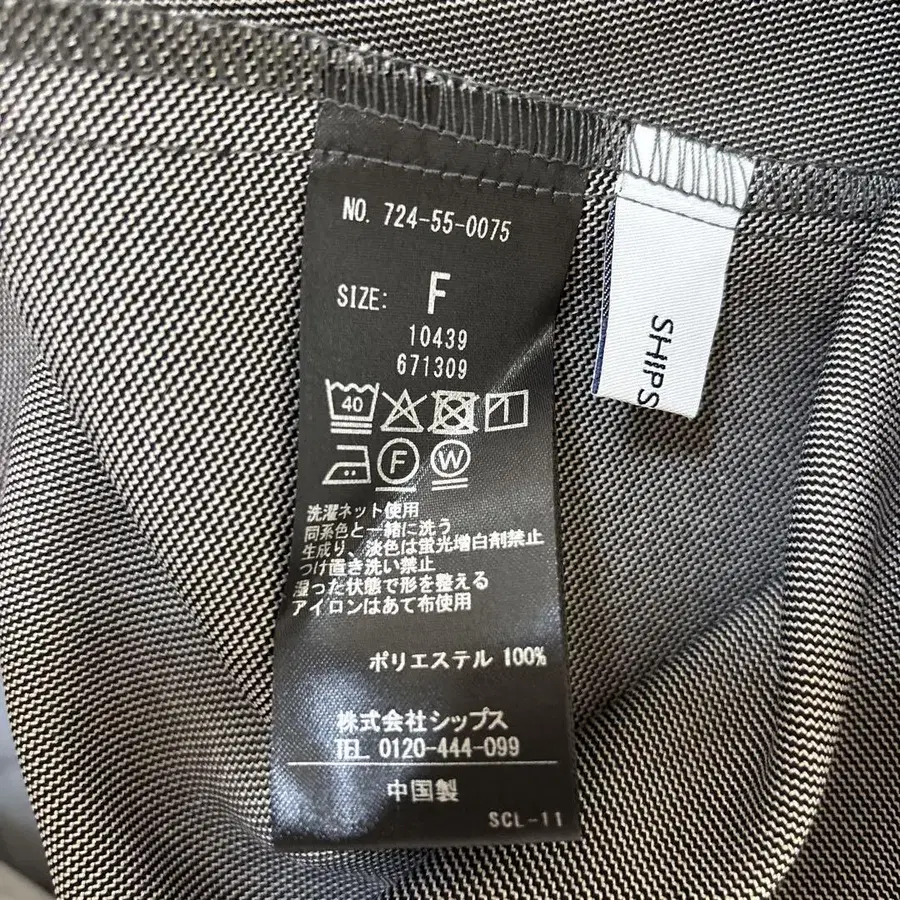 NO. 724-55-0075
SIZE: F
10439
671309
40
F W
洗濯ネット使用
同系色と一緒に洗う
生成り、淡色は蛍光増白剤禁止
つけ置き洗い禁止
湿った状態で形を整える
アイロンはあて布使用
ポリエステル 100%
株式会社シップス
TEL 0120-444-099
中国製
SCL-11
SHIPS